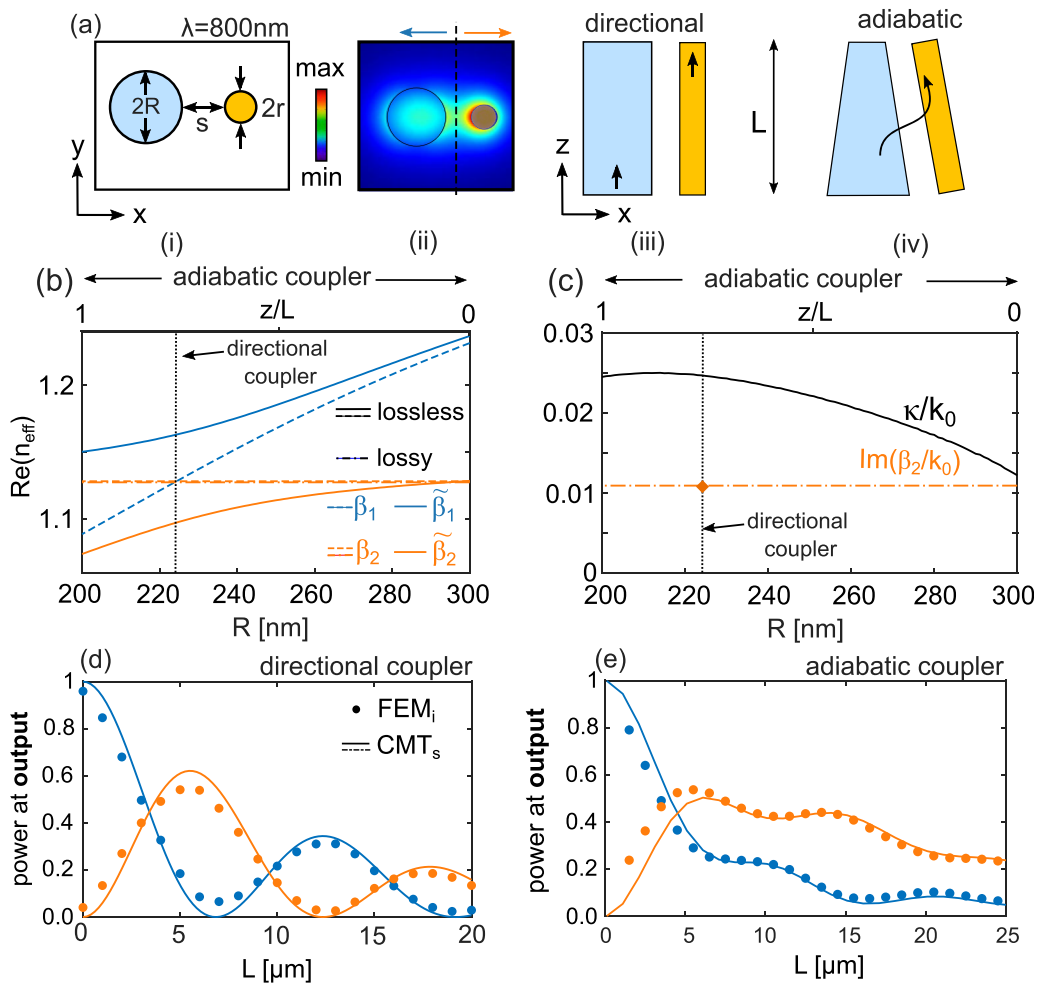 (a)
λ=800nm
2R
s
2r
y
x
(i)
max
min
(ii)
directional
z
x
(iii)
L
adiabatic
(iv)
(b)
adiabatic coupler
1
z/L
0
directional
coupler
lossless
lossy
β₁
β̃₁
β₂
β̃₂
Re(n_eff)
1.2
1.1
200
220
240
260
280
300
R [nm]
(c)
adiabatic coupler
1
z/L
0
κ/k₀
Im(β₂/k₀)
directional
coupler
0.03
0.02
0.01
0
200
220
240
260
280
300
R [nm]
(d)
directional coupler
FEMᵢ
CMTₛ
power at output
1
0.8
0.6
0.4
0.2
0.0
0
5
10
15
20
L [µm]
(e)
adiabatic coupler
power at output
1
0.8
0.6
0.4
0.2
0.0
0
5
10
15
20
25
L [µm]